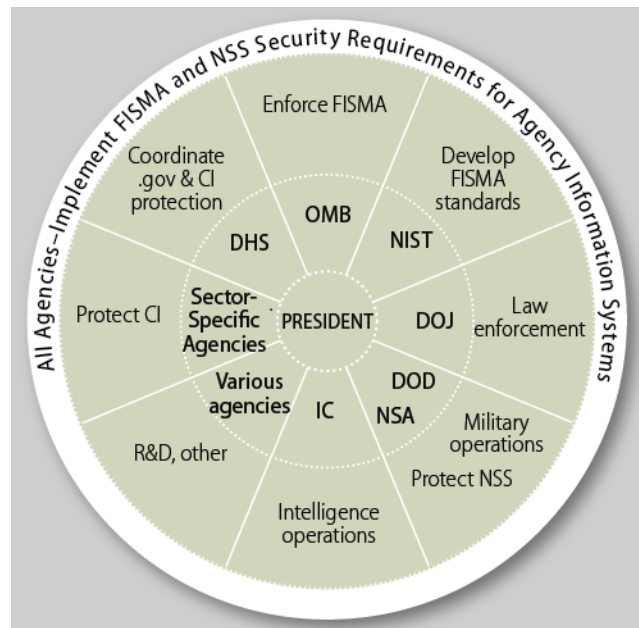 All Agencies–Implement FISMA and NSS Security Requirements for Agency Information Systems
Enforce FISMA
Develop
FISMA
standards
Law
enforcement
Military
operations
Protect NSS
Intelligence
operations
R&D, other
Protect CI
Coordinate
.gov & CI
protection
OMB
NIST
DOJ
DOD
NSA
IC
Various
agencies
Sector-
Specific
Agencies
DHS
PRESIDENT